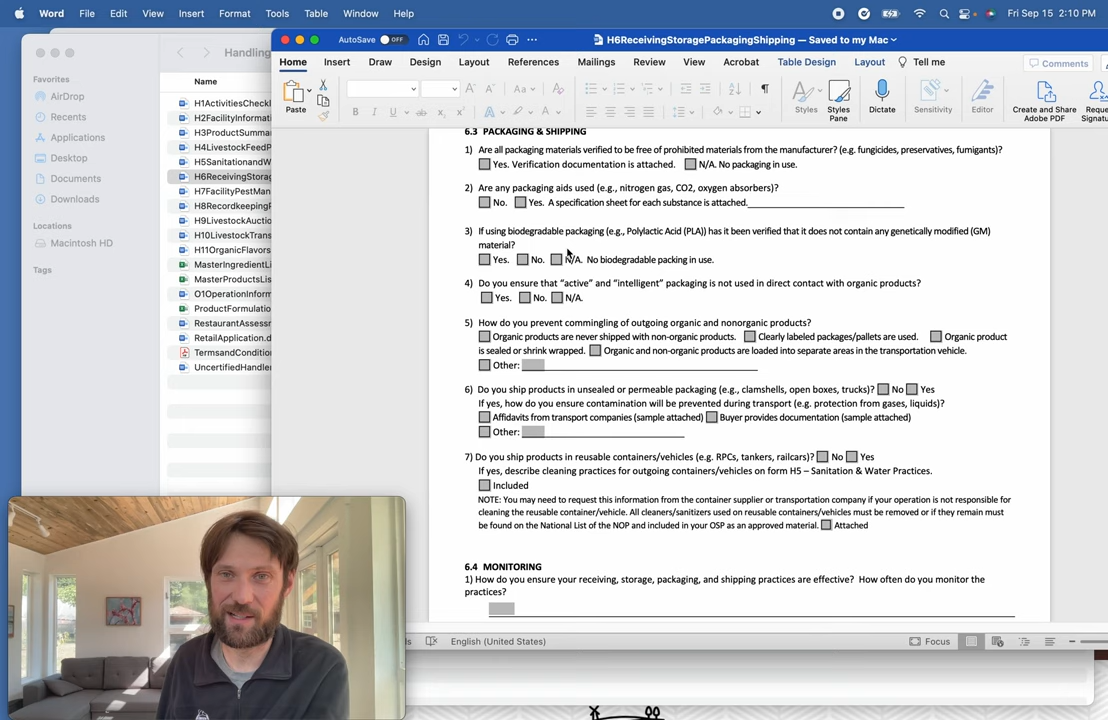 Word File Edit View Insert Format Tools Table Window Help
Fri Sep 15 2:10 PM
AutoSave OFF
H6ReceivingStoragePackagingShipping — Saved to my Mac
Handling
Home Insert Draw Design Layout References Mailings Review View Acrobat Table Design Layout Tell me
Comments
Favorites
AirDrop
Recents
Applications
Desktop
Documents
Downloads
Locations
Macintosh HD
Tags
Name
H1ActivitiesCheckl
H2FacilityInformat
H3ProductSummar
H4LivestockFeedP
H5SanitationandW
H6ReceivingStorag
H7FacilityPestMan
H8Recordkeeping
H9LivestockAuctio
H10LivestockTrans
H11OrganicFlavors
MasterIngredientLi
MasterProductsLis
O1OperationInform
ProductFormulatio
RestaurantAssessr
RetailApplication.d
TermsandConditio
UncertifiedHandle
Paste
Aa
B I U ab x
Styles
Styles Pane
Dictate
Sensitivity
Editor
Create and Share Adobe PDF
Reque
Signatu
6.3 PACKAGING & SHIPPING
1) Are all packaging materials verified to be free of prohibited materials from the manufacturer? (e.g. fungicides, preservatives, fumigants)?
Yes. Verification documentation is attached. N/A. No packaging in use.
2) Are any packaging aids used (e.g., nitrogen gas, CO2, oxygen absorbers)?
No. Yes. A specification sheet for each substance is attached.
3) If using biodegradable packaging (e.g., Polylactic Acid (PLA)) has it been verified that it does not contain any genetically modified (GM)
material?
Yes. No. N/A. No biodegradable packing in use.
4) Do you ensure that “active” and “intelligent” packaging is not used in direct contact with organic products?
Yes. No. N/A.
5) How do you prevent commingling of outgoing organic and nonorganic products?
Organic products are never shipped with non-organic products. Clearly labeled packages/pallets are used. Organic product
is sealed or shrink wrapped. Organic and non-organic products are loaded into separate areas in the transportation vehicle.
Other:
6) Do you ship products in unsealed or permeable packaging (e.g., clamshells, open boxes, trucks)? No Yes
If yes, how do you ensure contamination will be prevented during transport (e.g. protection from gases, liquids)?
Affidavits from transport companies (sample attached) Buyer provides documentation (sample attached)
Other:
7) Do you ship products in reusable containers/vehicles (e.g. RPCs, tankers, railcars)? No Yes
If yes, describe cleaning practices for outgoing containers/vehicles on form H5 – Sanitation & Water Practices.
Included
NOTE: You may need to request this information from the container supplier or transportation company if your operation is not responsible for
cleaning the reusable container/vehicle. All cleaners/sanitizers used on reusable containers/vehicles must be removed or if they remain must
be found on the National List of the NOP and included in your OSP as an approved material. Attached
6.4 MONITORING
1) How do you ensure your receiving, storage, packaging, and shipping practices are effective? How often do you monitor the
practices?
English (United States)
Focus